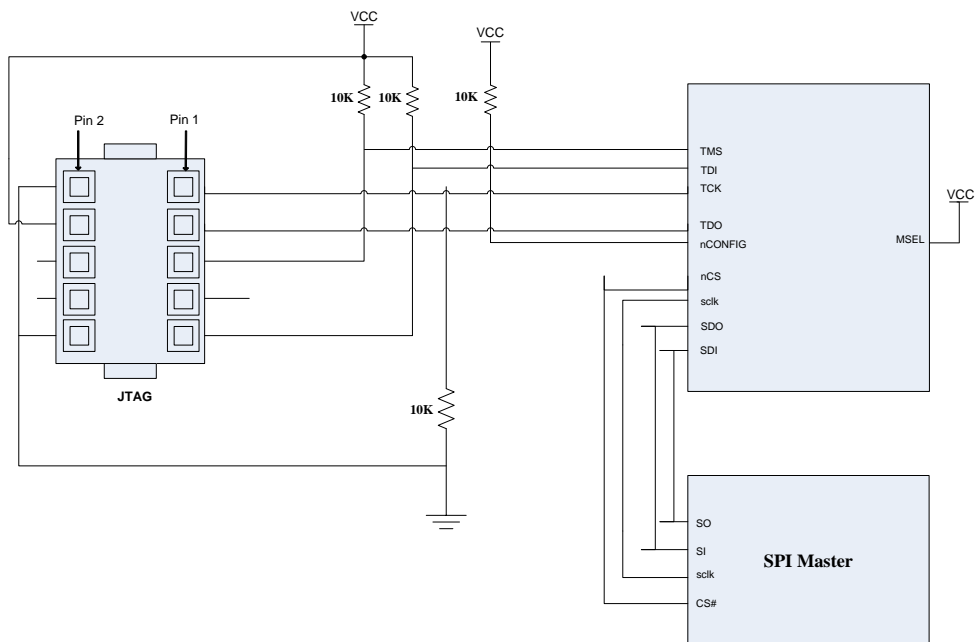 VCC
VCC
10K
10K
10K
Pin 2
Pin 1
TMS
TDI
TCK
TDO
nCONFIG
MSEL
VCC
nCS
sclk
SDO
SDI
JTAG
10K
SO
SI
SPI Master
sclk
CS#